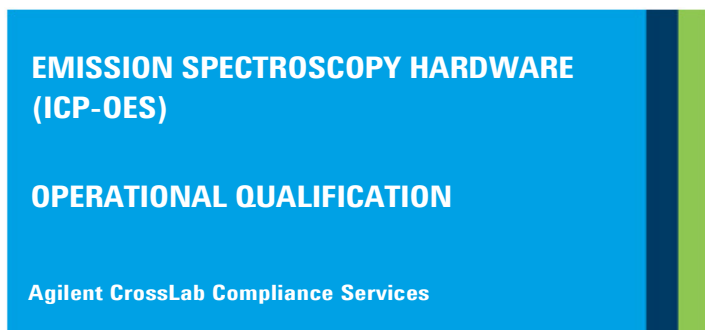 EMISSION SPECTROSCOPY HARDWARE
(ICP-OES)
OPERATIONAL QUALIFICATION
Agilent CrossLab Compliance Services